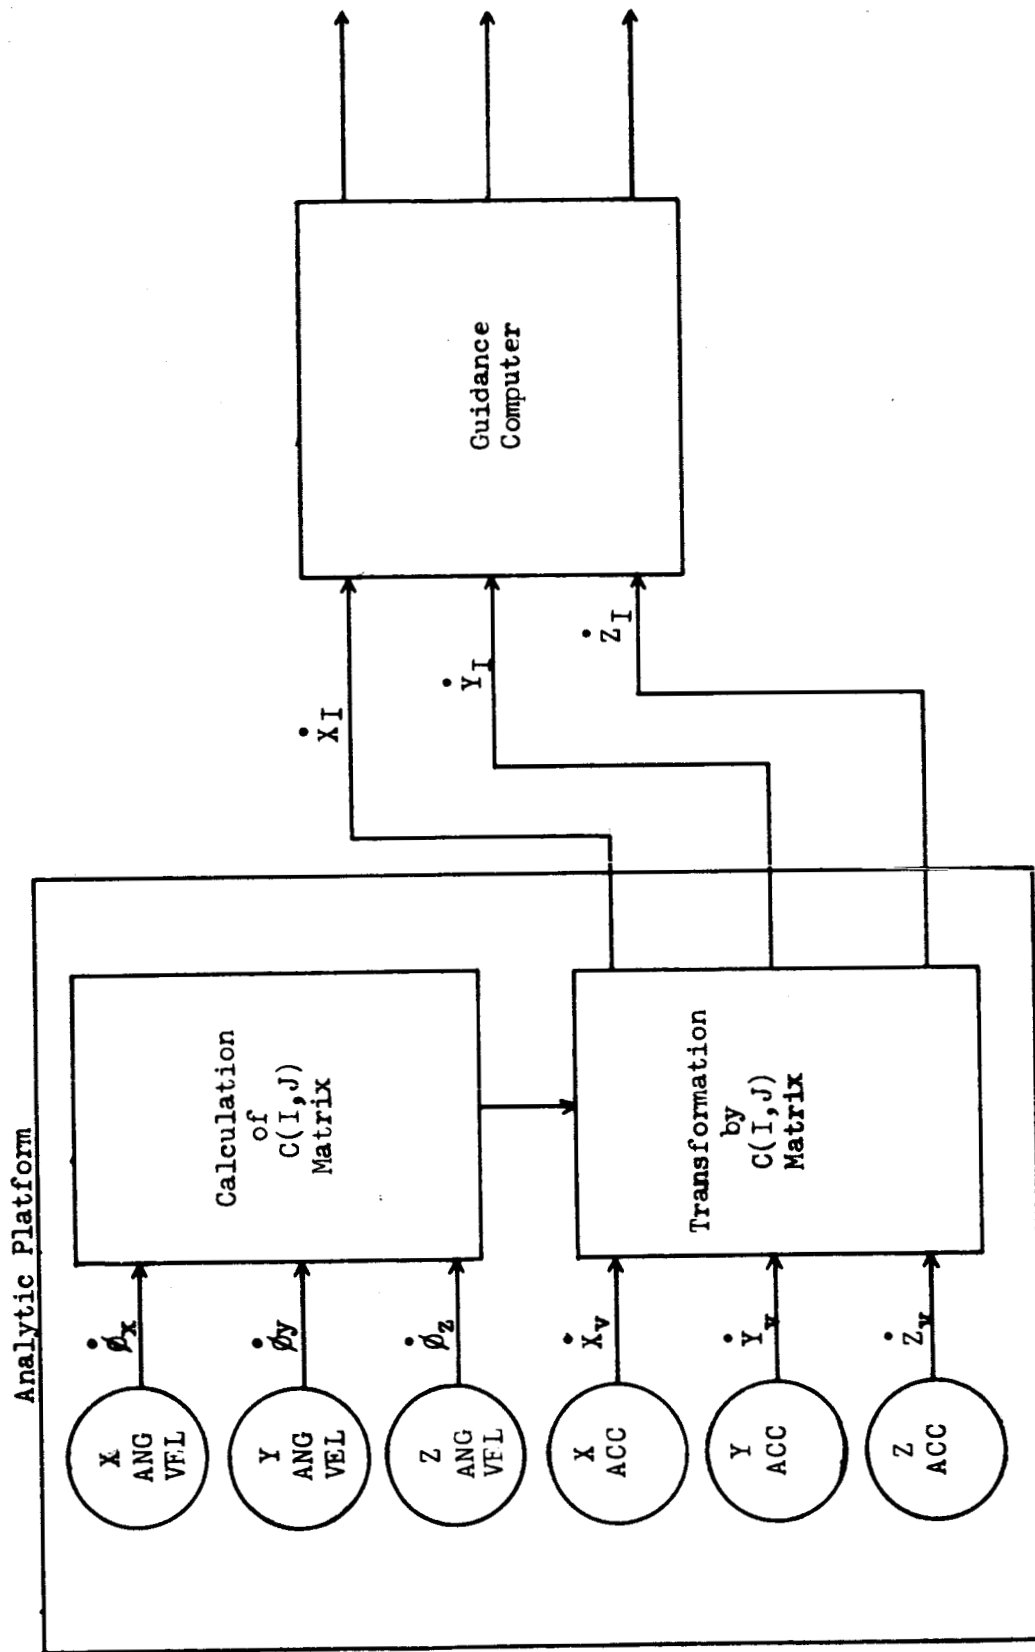 Analytic Platform
X
ANG
VEL
Y
ANG
VEL
Z
ANG
VEL
X
ACC
Y
ACC
Z
ACC
φ̇x
φ̇y
φ̇z
Ẋv
Ẏv
Żv
Calculation
of
C(I,J)
Matrix
Transformation
by
C(I,J)
Matrix
ẊI
ẎI
ŻI
Guidance
Computer